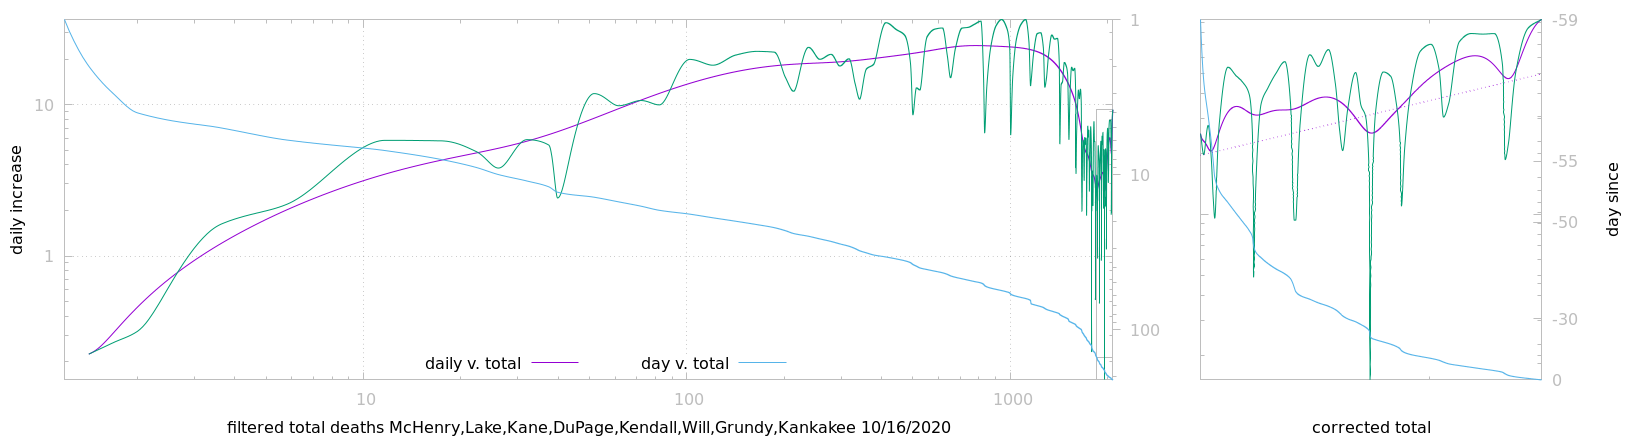 daily increase
10
1
daily v. total
day v. total
10
100
1000
1
10
100
filtered total deaths McHenry,Lake,Kane,DuPage,Kendall,Will,Grundy,Kankakee 10/16/2020
-59
-55
-50
-30
0
day since
corrected total